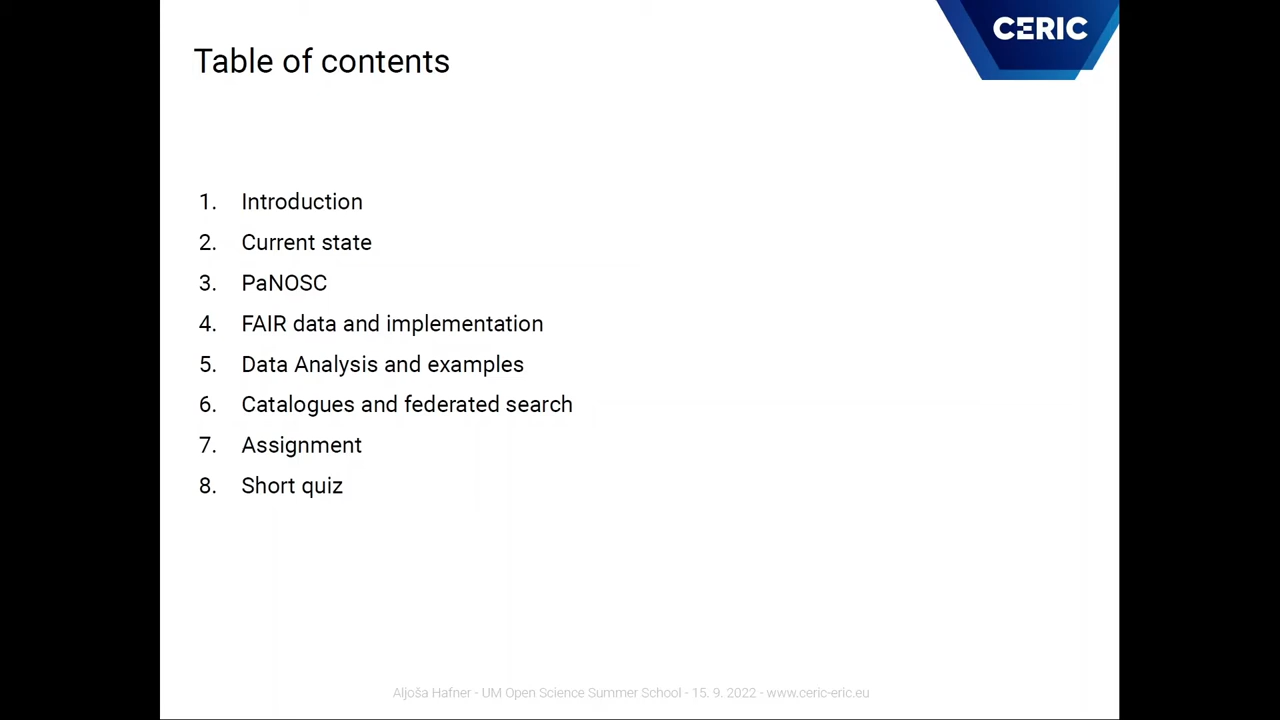 CERIC
Table of contents
1. Introduction
2. Current state
3. PaNOSC
4. FAIR data and implementation
5. Data Analysis and examples
6. Catalogues and federated search
7. Assignment
8. Short quiz
Aljoša Hafner - UM Open Science Summer School - 15. 9. 2022 - www.ceric-eric.eu